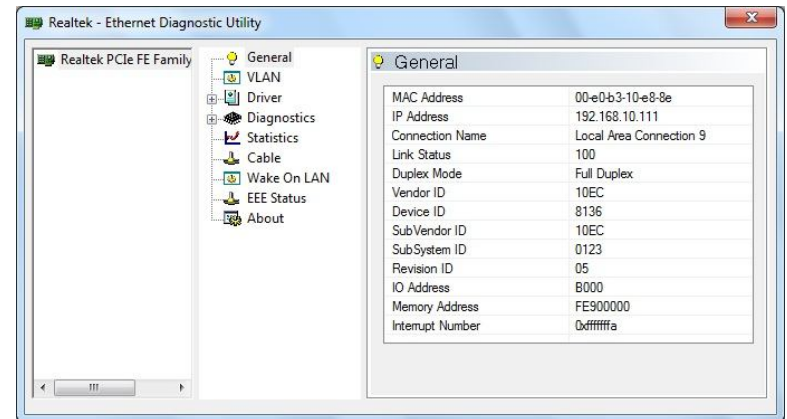 Realtek - Ethernet Diagnostic Utility
Realtek PCIe FE Family
General
VLAN
Driver
Diagnostics
Statistics
Cable
Wake On LAN
EEE Status
About
General
MAC Address 00-e0-b3-10-e8-8e
IP Address 192.168.10.111
Connection Name Local Area Connection 9
Link Status 100
Duplex Mode Full Duplex
Vendor ID 10EC
Device ID 8136
SubVendor ID 10EC
SubSystem ID 0123
Revision ID 05
IO Address B000
Memory Address FE900000
Interrupt Number 0xfffffffa